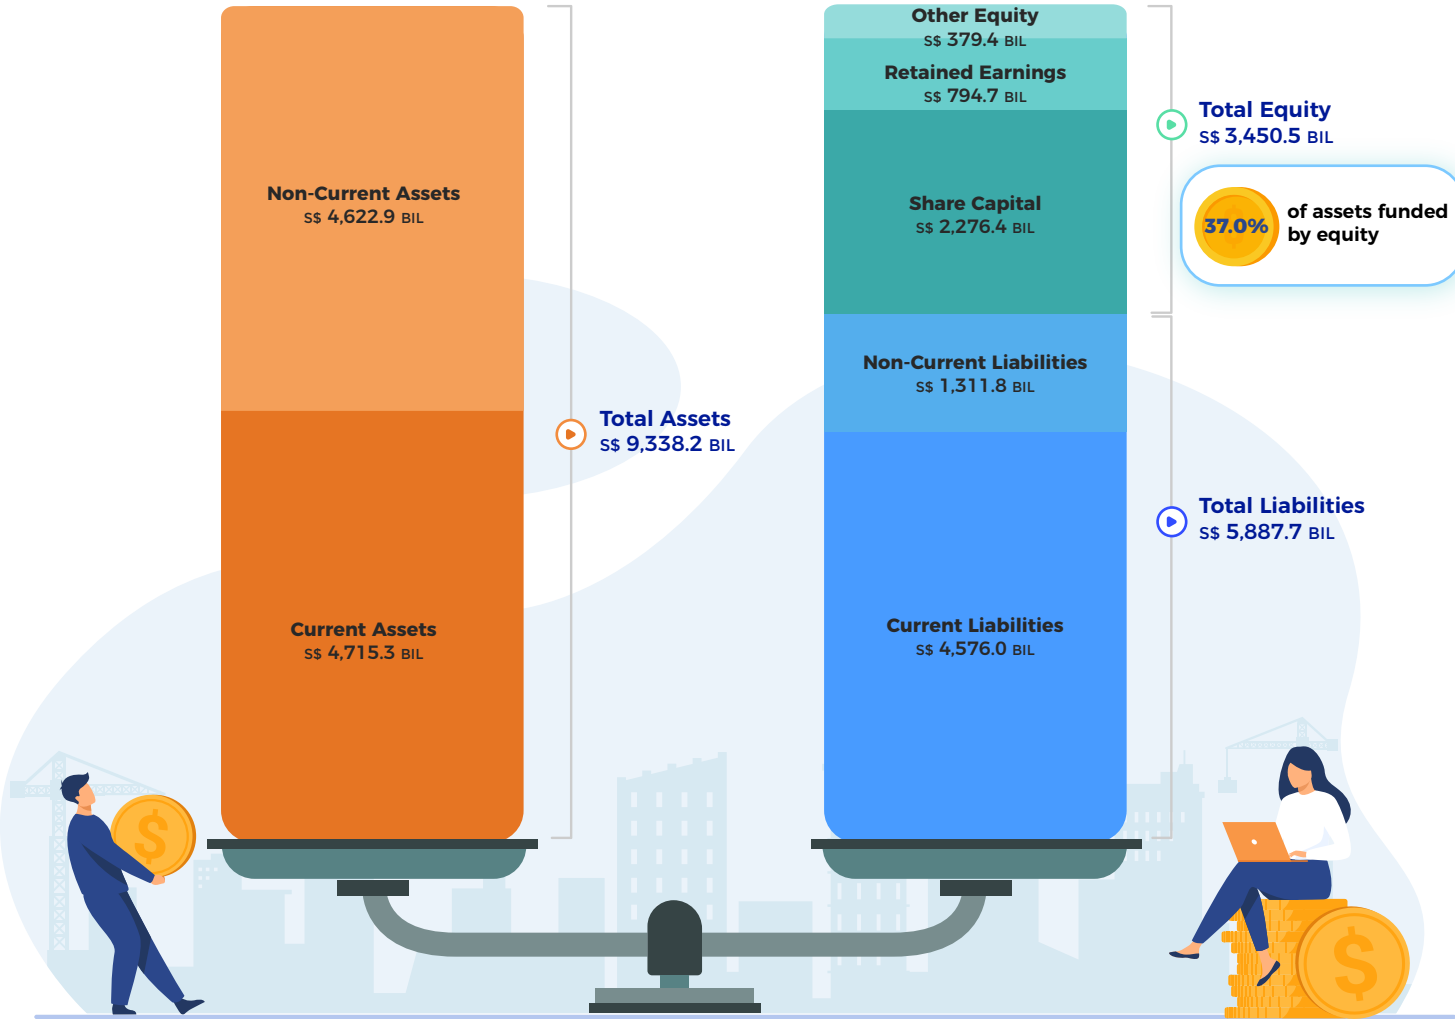 Non-Current Assets
S$ 4,622.9 BIL
Current Assets
S$ 4,715.3 BIL
Total Assets
S$ 9,338.2 BIL
Other Equity
S$ 379.4 BIL
Retained Earnings
S$ 794.7 BIL
Share Capital
S$ 2,276.4 BIL
Non-Current Liabilities
S$ 1,311.8 BIL
Current Liabilities
S$ 4,576.0 BIL
Total Equity
S$ 3,450.5 BIL
37.0%
of assets funded
by equity
Total Liabilities
S$ 5,887.7 BIL
$
$